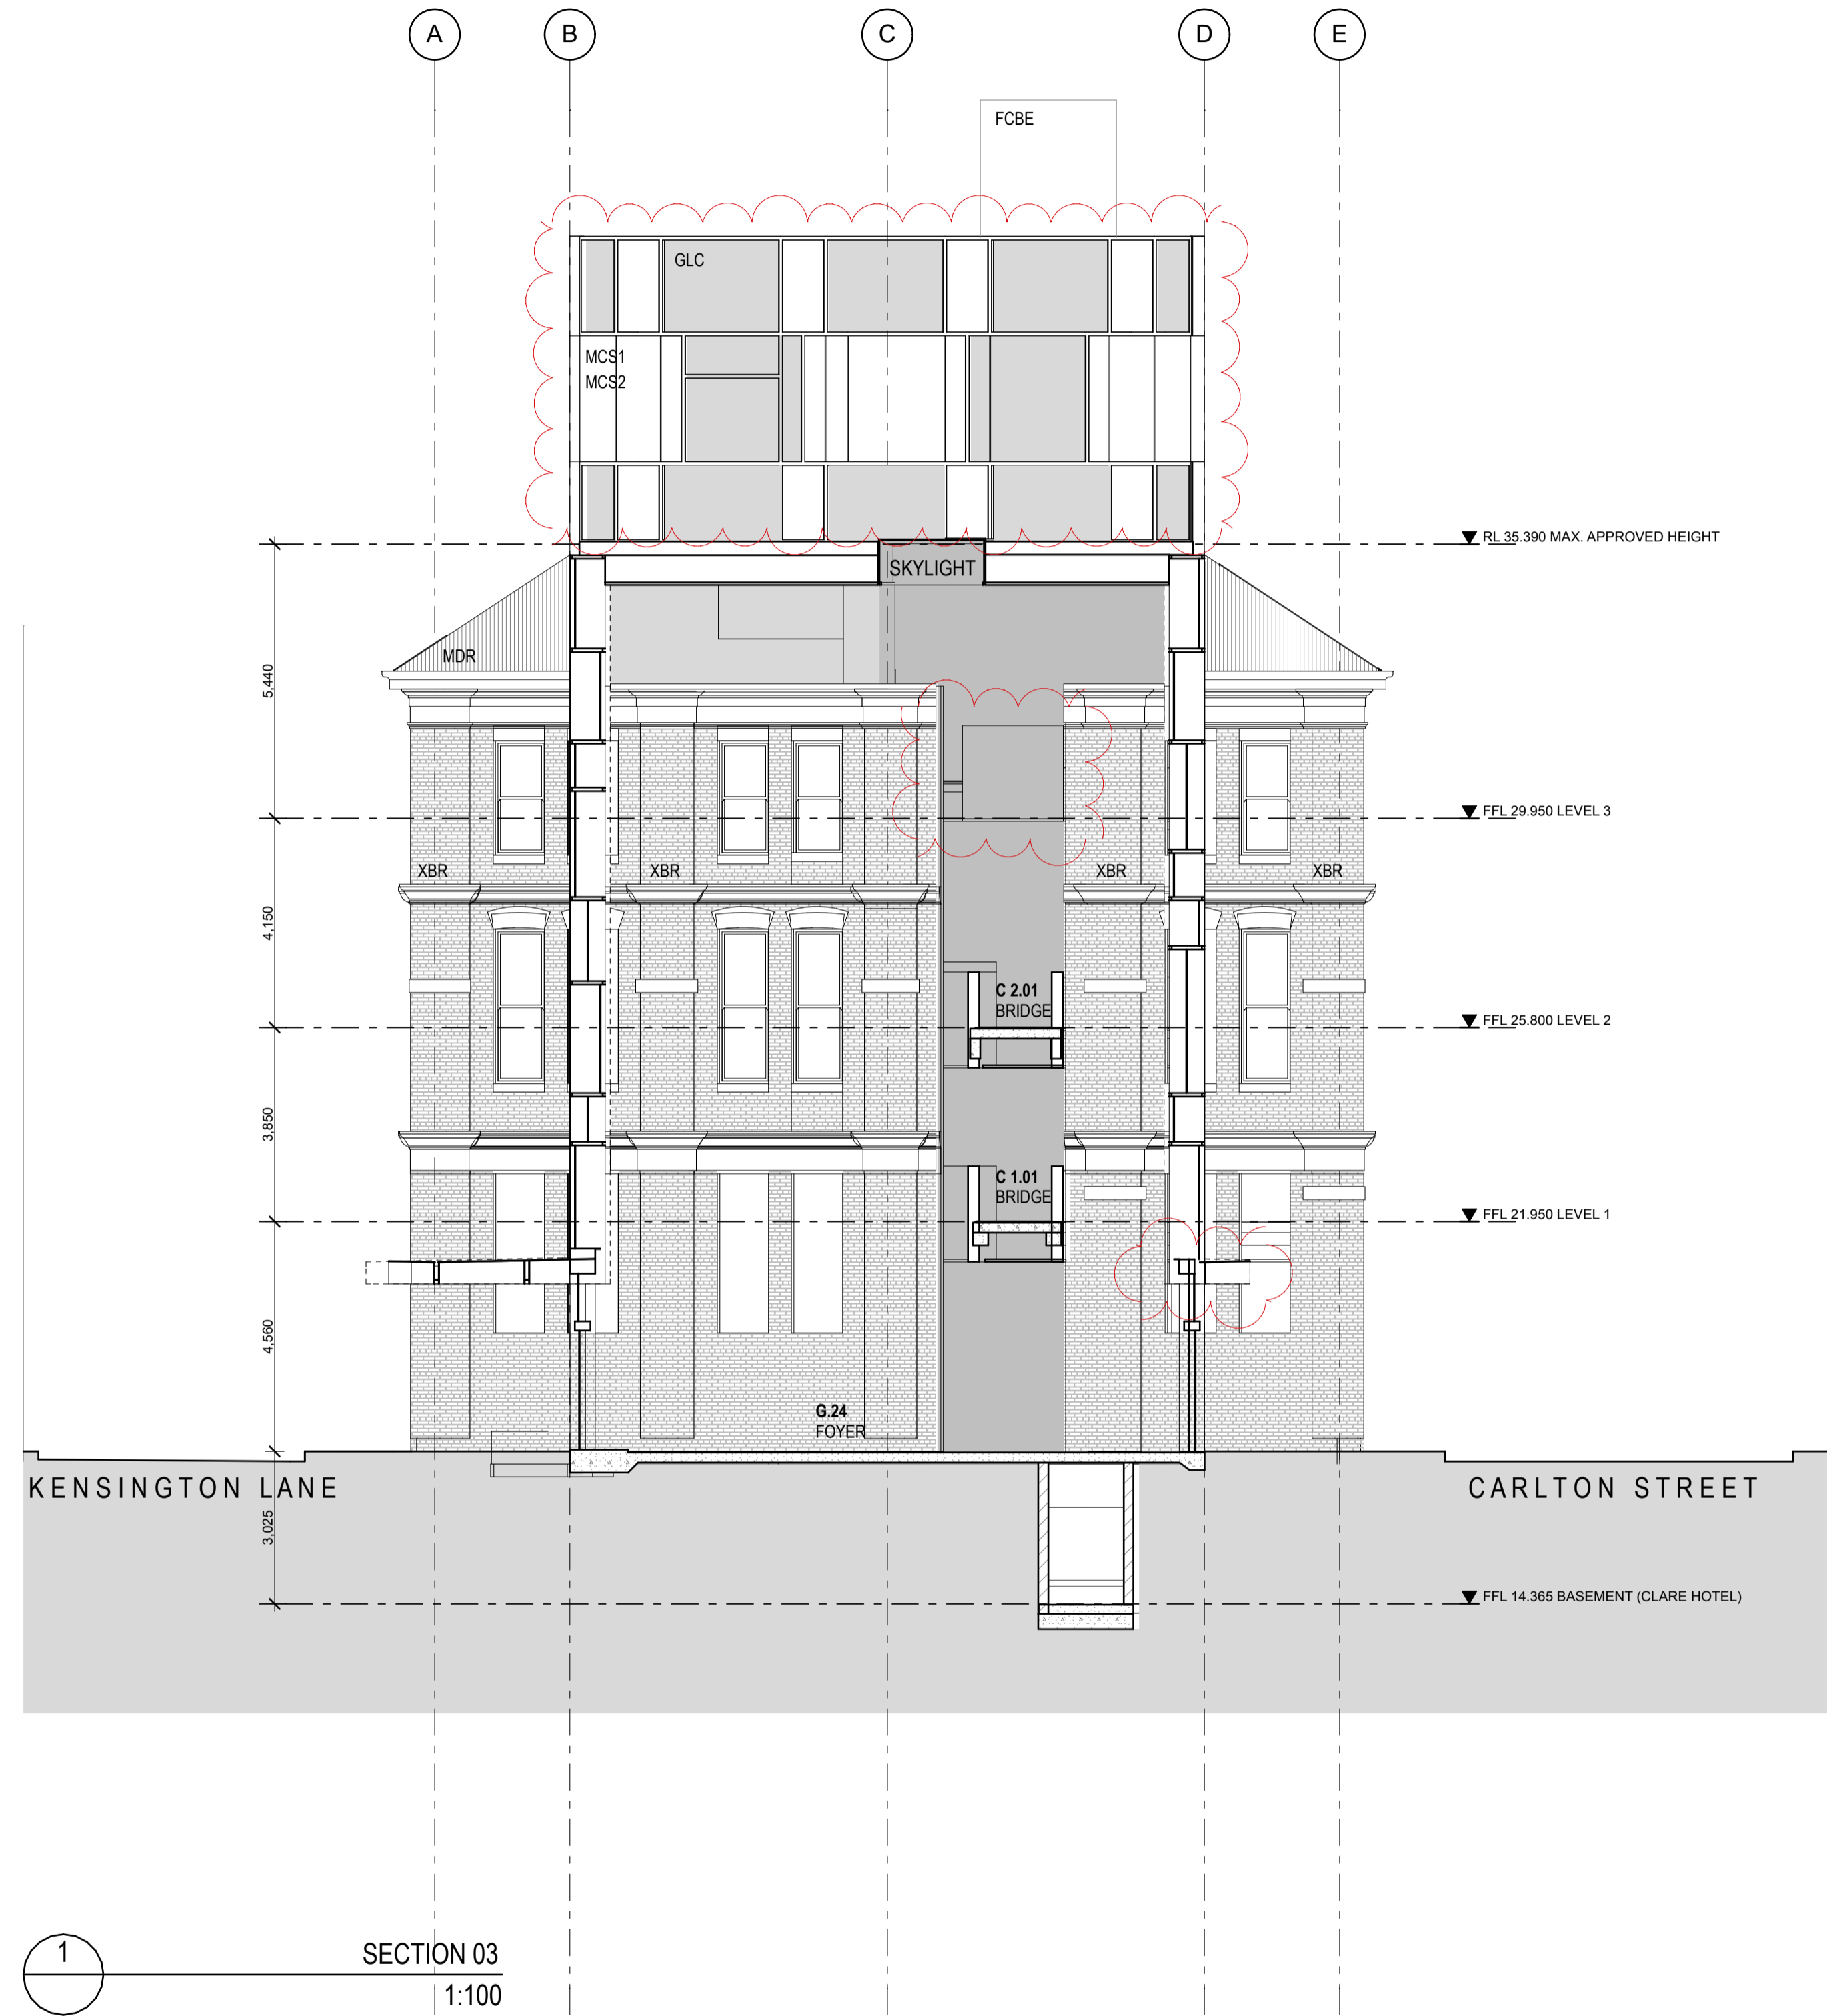 A
B
C
D
E
FCBE
GLC
MCS1
MCS2
RL 35.390 MAX. APPROVED HEIGHT
SKYLIGHT
MDR
5,440
FFL 29.950 LEVEL 3
XBR
XBR
XBR
XBR
4,150
C 2.01
BRIDGE
FFL 25.800 LEVEL 2
3,850
C 1.01
BRIDGE
FFL 21.950 LEVEL 1
4,560
G.24
FOYER
KENSINGTON LANE
CARLTON STREET
3,025
FFL 14.365 BASEMENT (CLARE HOTEL)
1
SECTION 03
1:100